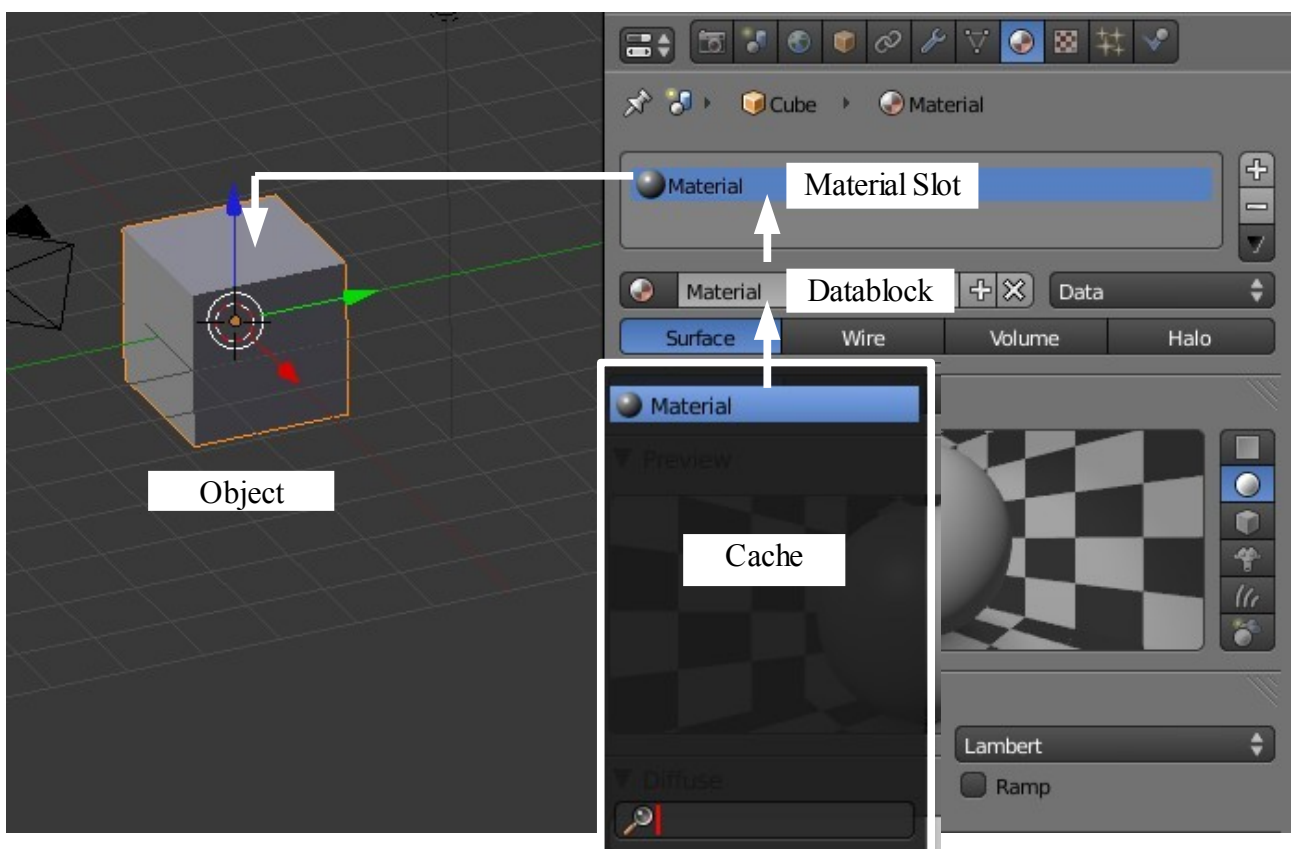 Cube
Material
Material
Material Slot
Material
Datablock
Data
Surface
Wire
Volume
Halo
Material
Preview
Object
Cache
Lambert
Diffuse
Ramp